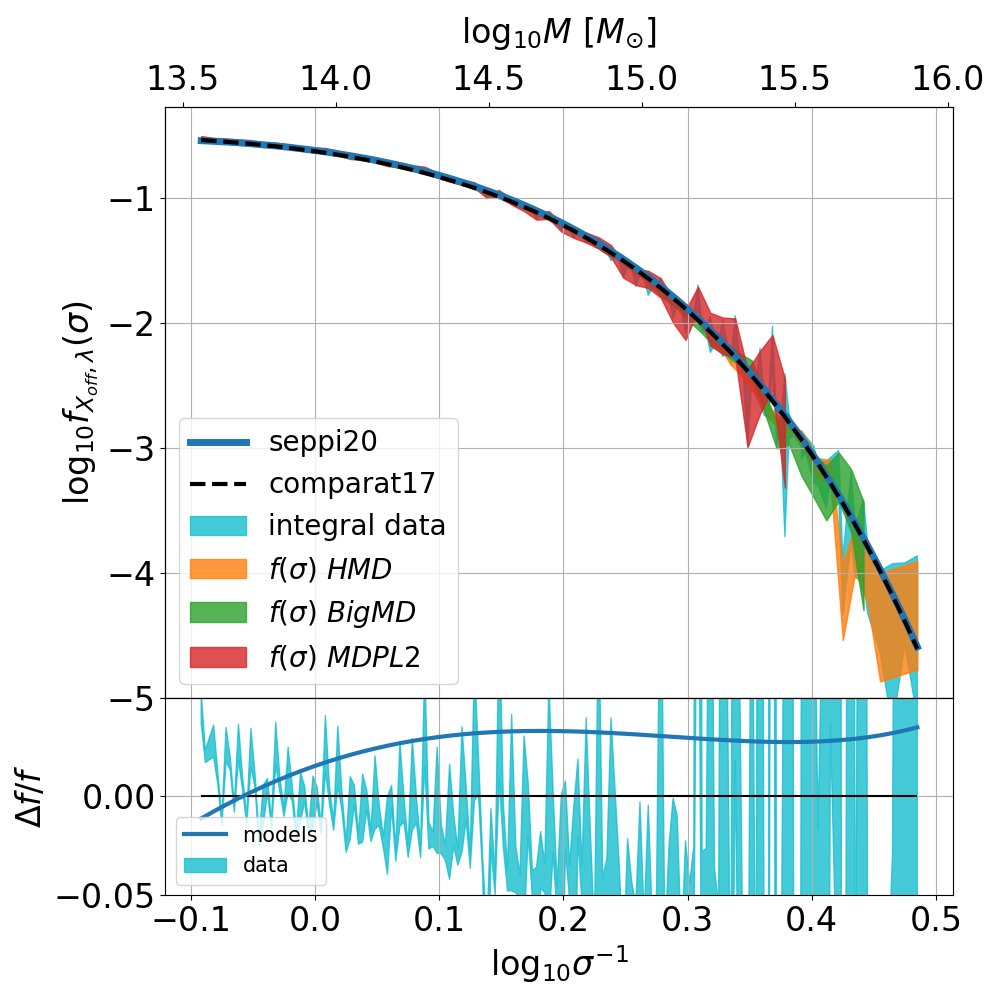 log₁₀M [M⊙]
13.5 14.0 14.5 15.0 15.5 16.0
log₁₀f_{X_{off}, λ}(σ)
−1
−2
−3
−4
−5
seppi20
comparat17
integral data
f(σ) HMD
f(σ) BigMD
f(σ) MDPL2
Δf/f
0.00
−0.05
models
data
−0.1 0.0 0.1 0.2 0.3 0.4 0.5
log₁₀σ⁻¹